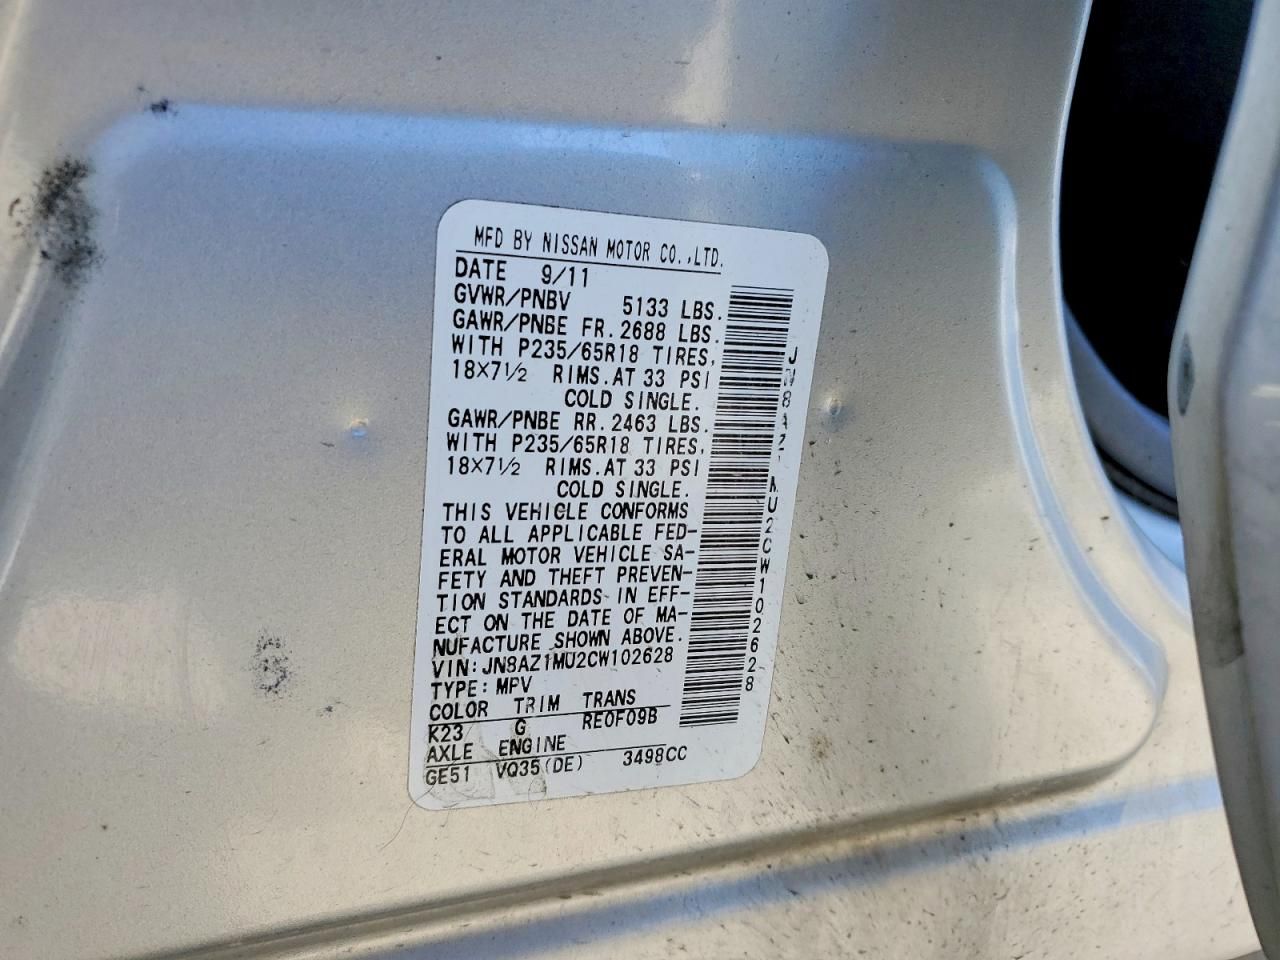 MFD BY NISSAN MOTOR CO.,LTD.
DATE 9/11
GVWR/PNBV 5133 LBS.
GAWR/PNBE FR. 2688 LBS.
WITH P235/65R18 TIRES,
18X7½ RIMS.AT 33 PSI
COLD SINGLE.
GAWR/PNBE RR. 2463 LBS.
WITH P235/65R18 TIRES,
18X7½ RIMS.AT 33 PSI
COLD SINGLE.
THIS VEHICLE CONFORMS
TO ALL APPLICABLE FED-
ERAL MOTOR VEHICLE SA-
FETY AND THEFT PREVEN-
TION STANDARDS IN EFF-
ECT ON THE DATE OF MA-
NUFACTURE SHOWN ABOVE.
VIN:JN8AZ1MU2CW102628
TYPE:MPV
COLOR TRIM TRANS
K23 G RE0F09B
AXLE ENGINE
GE51 VQ35(DE) 3498CC
JN8AZ1MU2CW102628